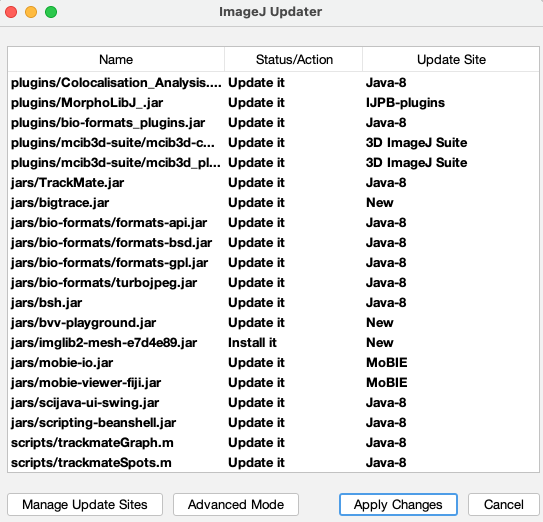 ImageJ Updater
Name Status/Action Update Site
plugins/Colocalisation_Analysis.... Update it Java-8
plugins/MorphoLibJ_.jar Update it IJPB-plugins
plugins/bio-formats_plugins.jar Update it Java-8
plugins/mcib3d-suite/mcib3d-c... Update it 3D ImageJ Suite
plugins/mcib3d-suite/mcib3d_pl... Update it 3D ImageJ Suite
jars/TrackMate.jar Update it Java-8
jars/bigtrace.jar Update it New
jars/bio-formats/formats-api.jar Update it Java-8
jars/bio-formats/formats-bsd.jar Update it Java-8
jars/bio-formats/formats-gpl.jar Update it Java-8
jars/bio-formats/turbojpeg.jar Update it Java-8
jars/bsh.jar Update it Java-8
jars/bvv-playground.jar Update it New
jars/imglib2-mesh-e7d4e89.jar Install it New
jars/mobie-io.jar Update it MoBIE
jars/mobie-viewer-fiji.jar Update it MoBIE
jars/scijava-ui-swing.jar Update it Java-8
jars/scripting-beanshell.jar Update it Java-8
scripts/trackmateGraph.m Update it Java-8
scripts/trackmateSpots.m Update it Java-8
Manage Update Sites Advanced Mode Apply Changes Cancel